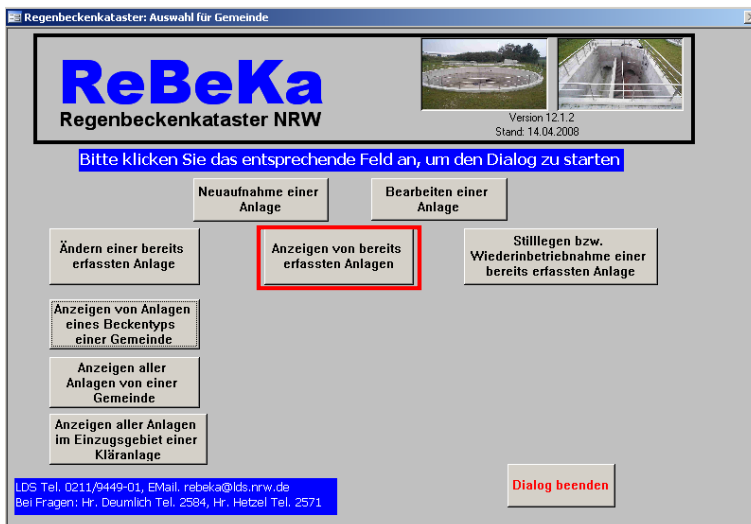 Regenbeckenkataster: Auswahl für Gemeinde
ReBeKa
Regenbeckenkataster NRW
Version 12.1.2
Stand: 14.04.2008
Bitte klicken Sie das entsprechende Feld an, um den Dialog zu starten
Neuaufnahme einer
Anlage
Bearbeiten einer
Anlage
Ändern einer bereits
erfassten Anlage
Anzeigen von bereits
erfassten Anlagen
Stilllegen bzw.
Wiederinbetriebnahme einer
bereits erfassten Anlage
Anzeigen von Anlagen
eines Beckentyps
einer Gemeinde
Anzeigen aller
Anlagen von einer
Gemeinde
Anzeigen aller Anlagen
im Einzugsgebiet einer
Kläranlage
LDS Tel. 0211/9449-01, EMail. rebeka@lds.nrw.de
Bei Fragen: Hr. Deumlich Tel. 2584, Hr. Hetzel Tel. 2571
Dialog beenden